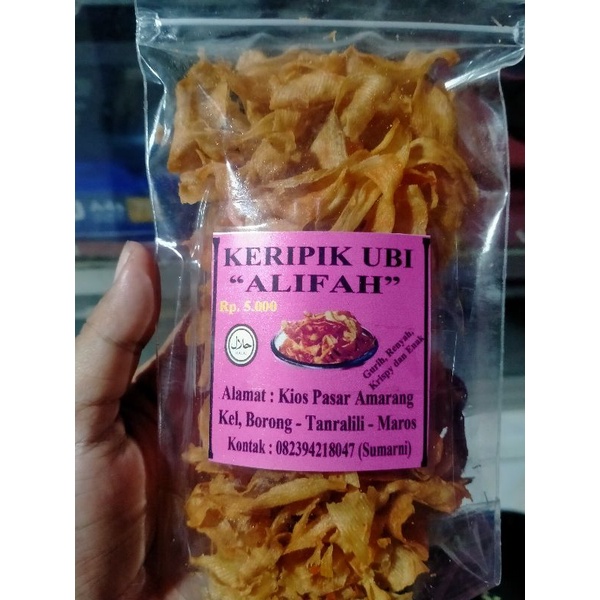 KERIPIK UBI
“ALIFAH”
Rp. 5.000
حلال
Gurih, Renyah,
Krispy dan Enak
Alamat : Kios Pasar Amarang
Kel, Borong - Tanralili - Maros
Kontak : 082394218047 (Sumarni)